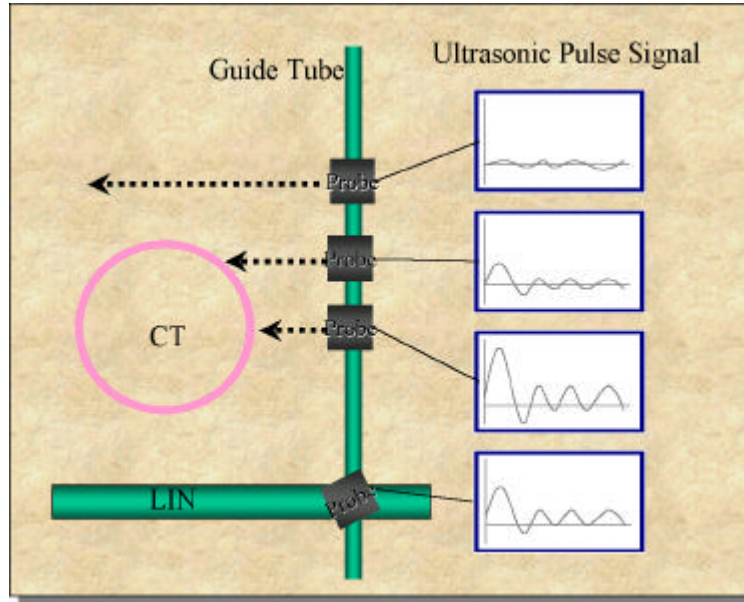 Guide Tube
Ultrasonic Pulse Signal
Probe
Probe
Probe
CT
LIN
Probe